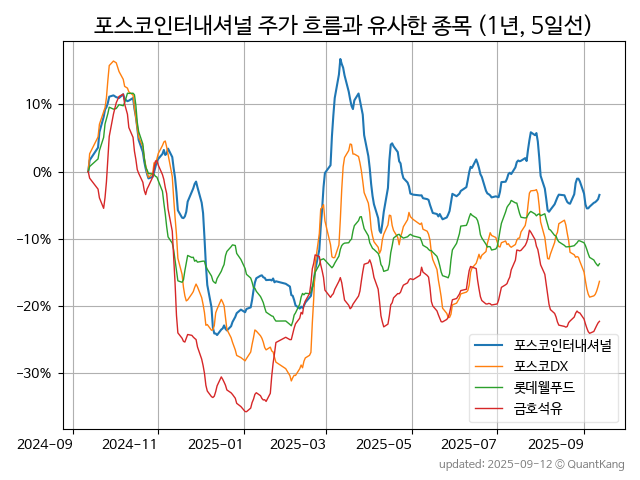 포스코인터내셔널 주가 흐름과 유사한 종목 (1년, 5일선)
10%
0%
−10%
−20%
−30%
포스코인터내셔널
포스코DX
롯데웰푸드
금호석유
2024-09
2024-11
2025-01
2025-03
2025-05
2025-07
2025-09
updated: 2025-09-12 © QuantKang